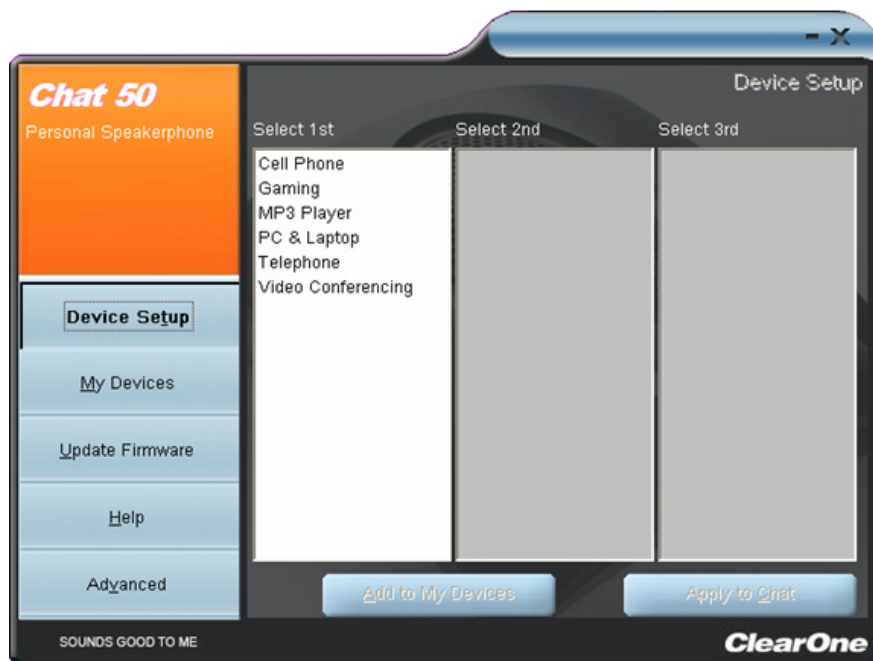 Chat 50
Personal Speakerphone
Device Setup
My Devices
Update Firmware
Help
Advanced
SOUNDS GOOD TO ME
Device Setup
Select 1st
Select 2nd
Select 3rd
Cell Phone
Gaming
MP3 Player
PC & Laptop
Telephone
Video Conferencing
Add to My Devices
Apply to Chat
ClearOne